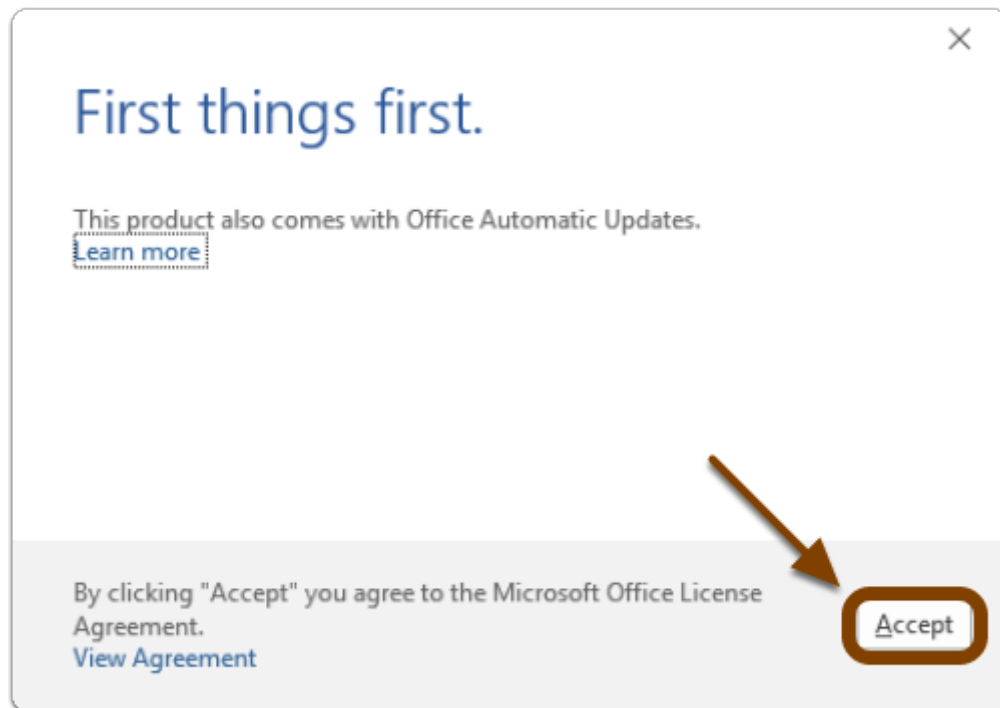 First things first.
This product also comes with Office Automatic Updates.
Learn more
By clicking "Accept" you agree to the Microsoft Office License
Agreement.
View Agreement
Accept